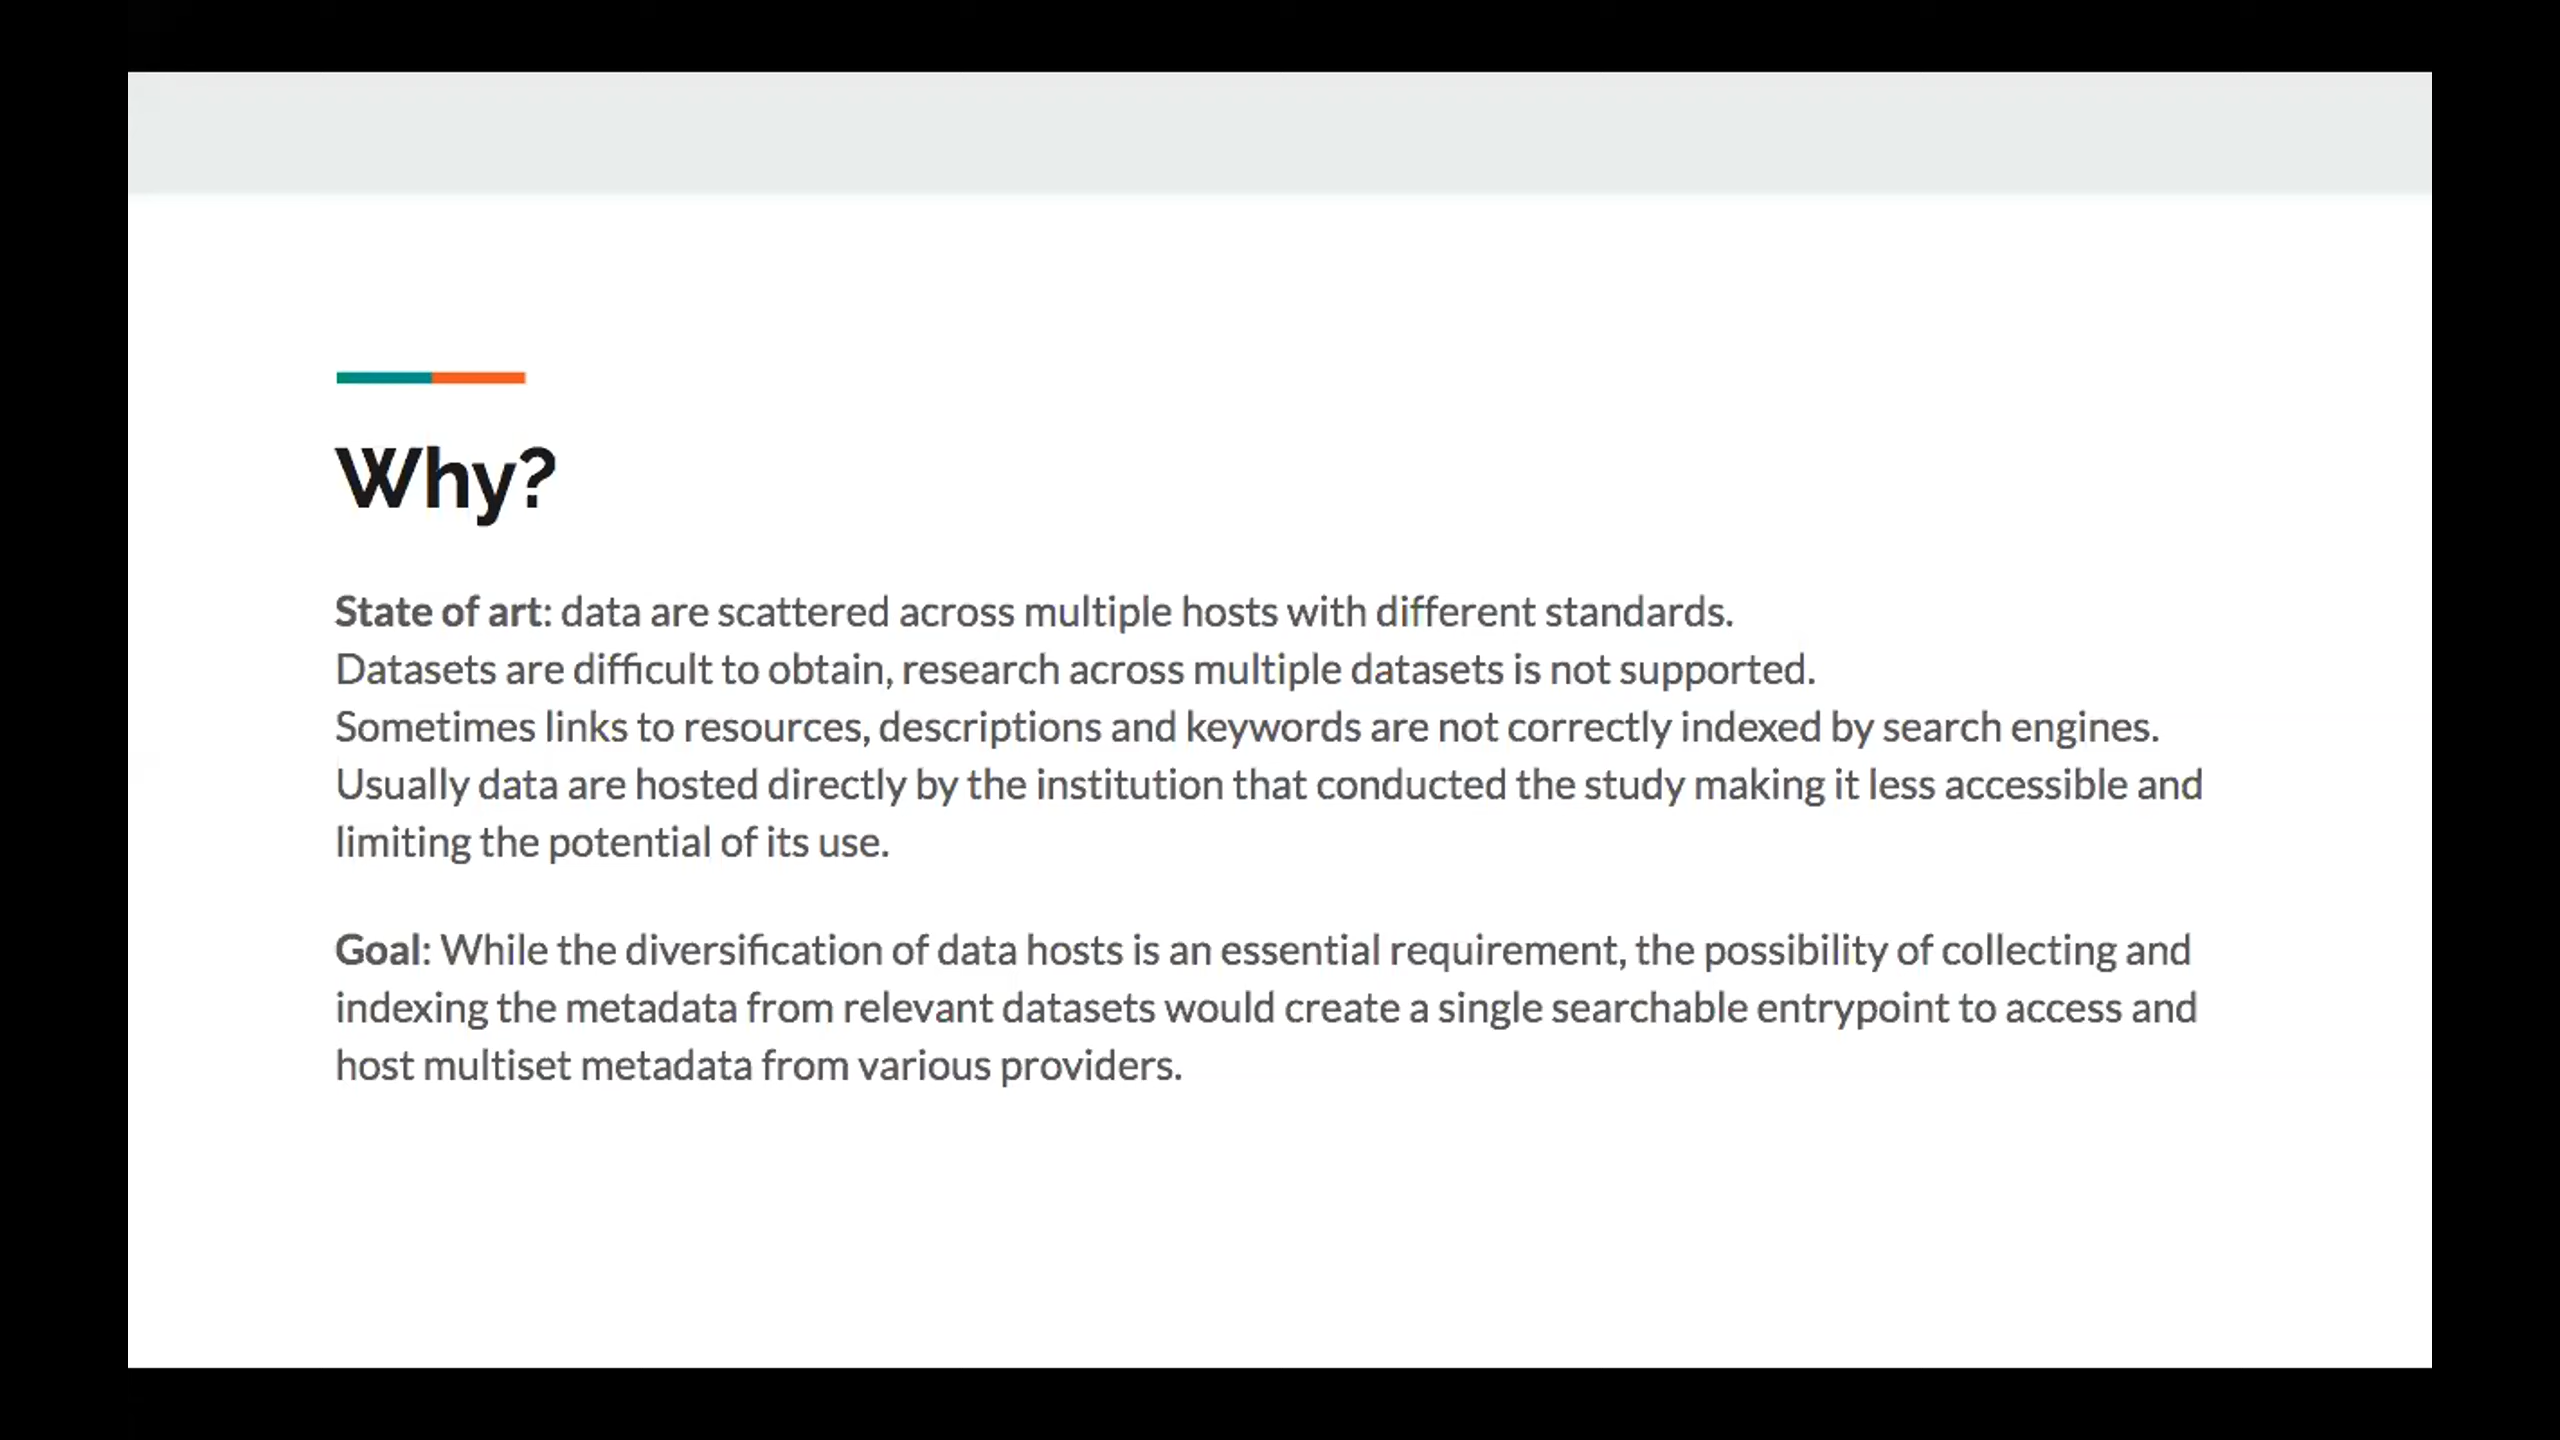 Why?
State of art: data are scattered across multiple hosts with different standards.
Datasets are difficult to obtain, research across multiple datasets is not supported.
Sometimes links to resources, descriptions and keywords are not correctly indexed by search engines.
Usually data are hosted directly by the institution that conducted the study making it less accessible and
limiting the potential of its use.
Goal: While the diversification of data hosts is an essential requirement, the possibility of collecting and
indexing the metadata from relevant datasets would create a single searchable entrypoint to access and
host multiset metadata from various providers.